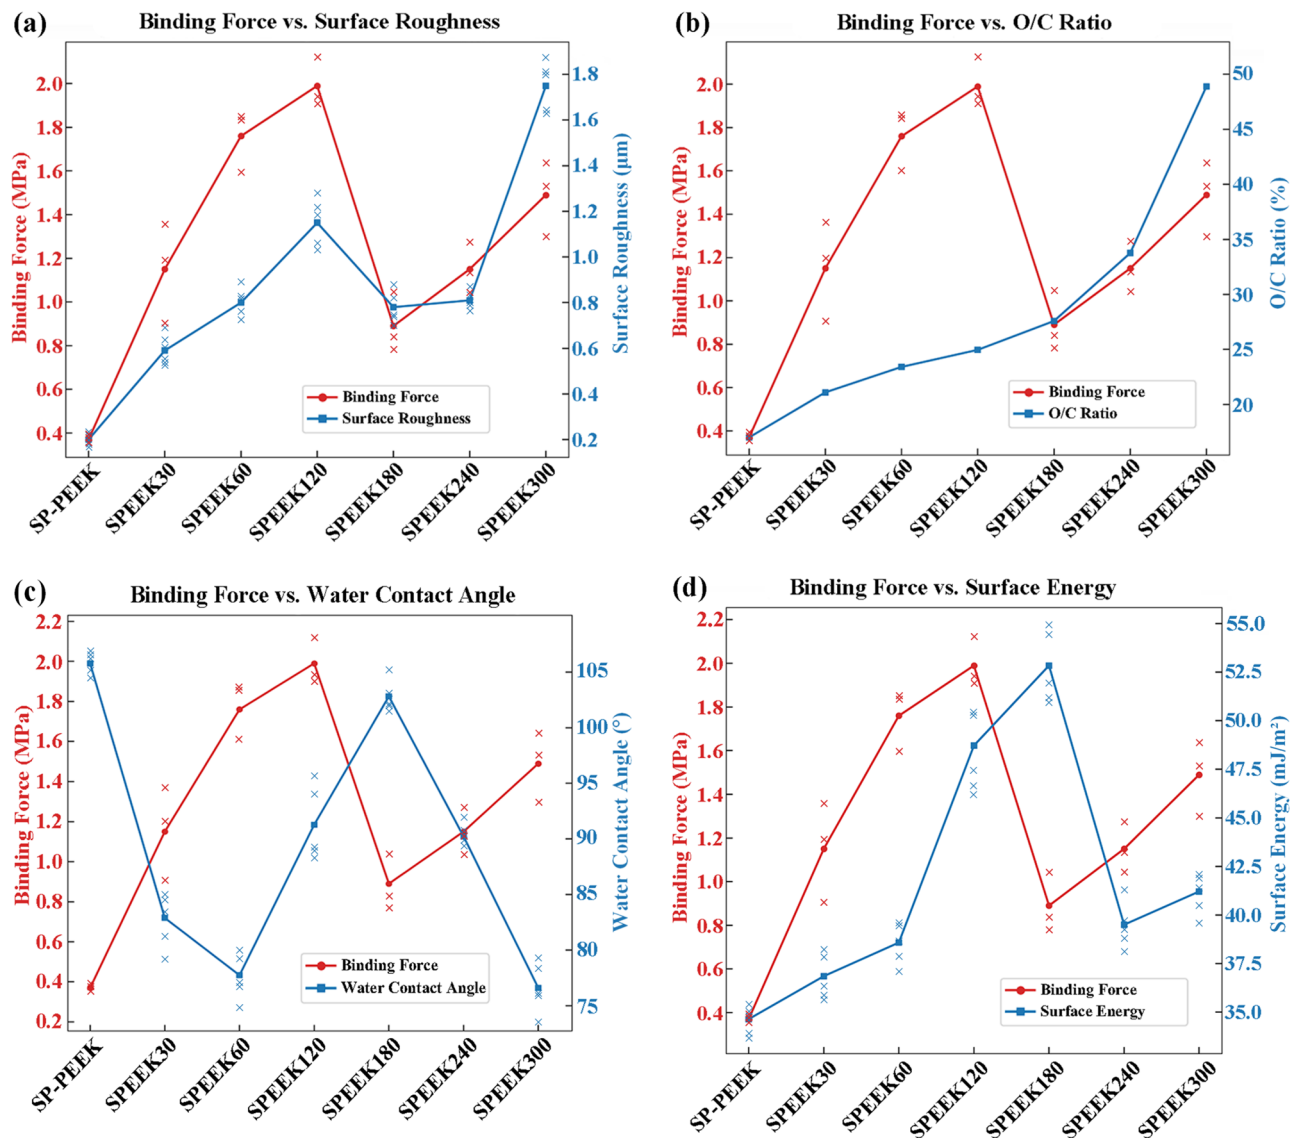 (a)
Binding Force vs. Surface Roughness
Binding Force (MPa)
2.0
1.8
1.6
1.4
1.2
1.0
0.8
0.6
0.4
Surface Roughness (μm)
1.8
1.6
1.4
1.2
1.0
0.8
0.6
0.4
0.2
Binding Force
Surface Roughness
SP-PEEK
SPEEK30
SPEEK60
SPEEK120
SPEEK180
SPEEK240
SPEEK300
(b)
Binding Force vs. O/C Ratio
Binding Force (MPa)
2.0
1.8
1.6
1.4
1.2
1.0
0.8
0.6
0.4
O/C Ratio (%)
50
45
40
35
30
25
20
Binding Force
O/C Ratio
SP-PEEK
SPEEK30
SPEEK60
SPEEK120
SPEEK180
SPEEK240
SPEEK300
(c)
Binding Force vs. Water Contact Angle
Binding Force (MPa)
2.2
2.0
1.8
1.6
1.4
1.2
1.0
0.8
0.6
0.4
0.2
Water Contact Angle (°)
105
100
95
90
85
80
75
Binding Force
Water Contact Angle
SP-PEEK
SPEEK30
SPEEK60
SPEEK120
SPEEK180
SPEEK240
SPEEK300
(d)
Binding Force vs. Surface Energy
Binding Force (MPa)
2.2
2.0
1.8
1.6
1.4
1.2
1.0
0.8
0.6
0.4
Surface Energy (mJ/m²)
55.0
52.5
50.0
47.5
45.0
42.5
40.0
37.5
35.0
Binding Force
Surface Energy
SP-PEEK
SPEEK30
SPEEK60
SPEEK120
SPEEK180
SPEEK240
SPEEK300